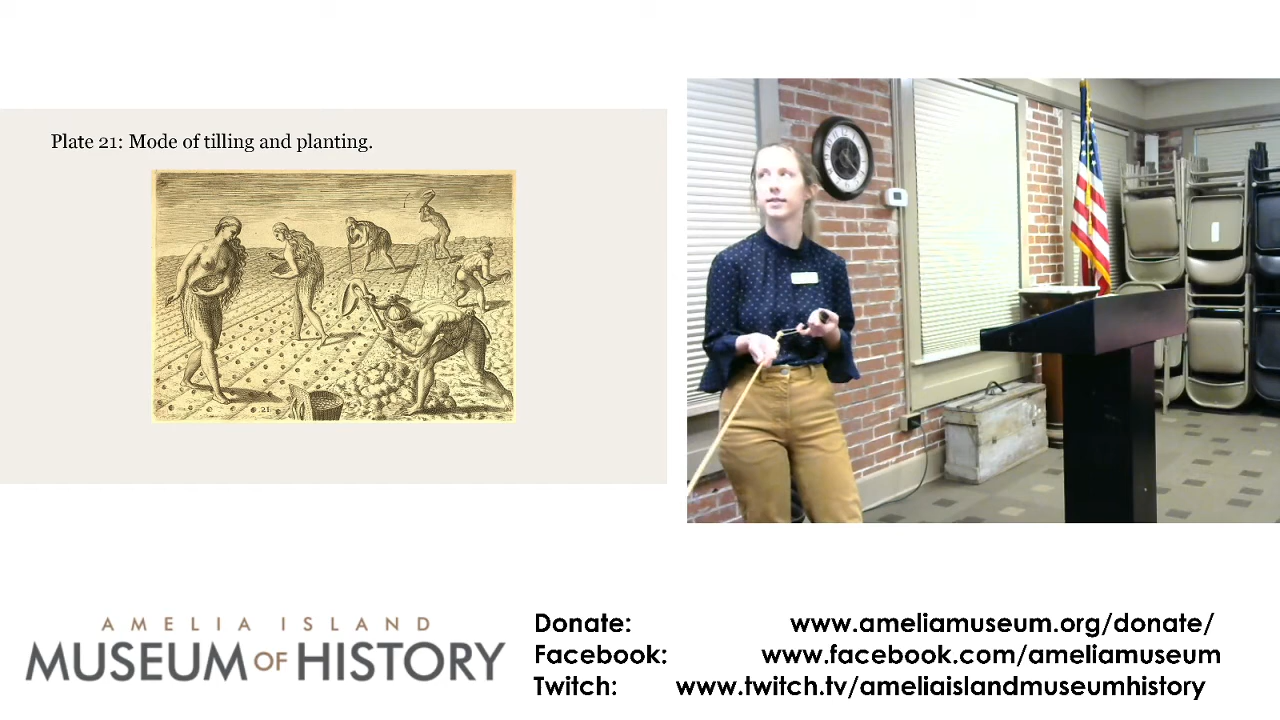 Plate 21: Mode of tilling and planting.
21.
AMELIA ISLAND
MUSEUM OF HISTORY
Donate: www.ameliamuseum.org/donate/
Facebook: www.facebook.com/ameliamuseum
Twitch: www.twitch.tv/ameliaislandmuseumhistory